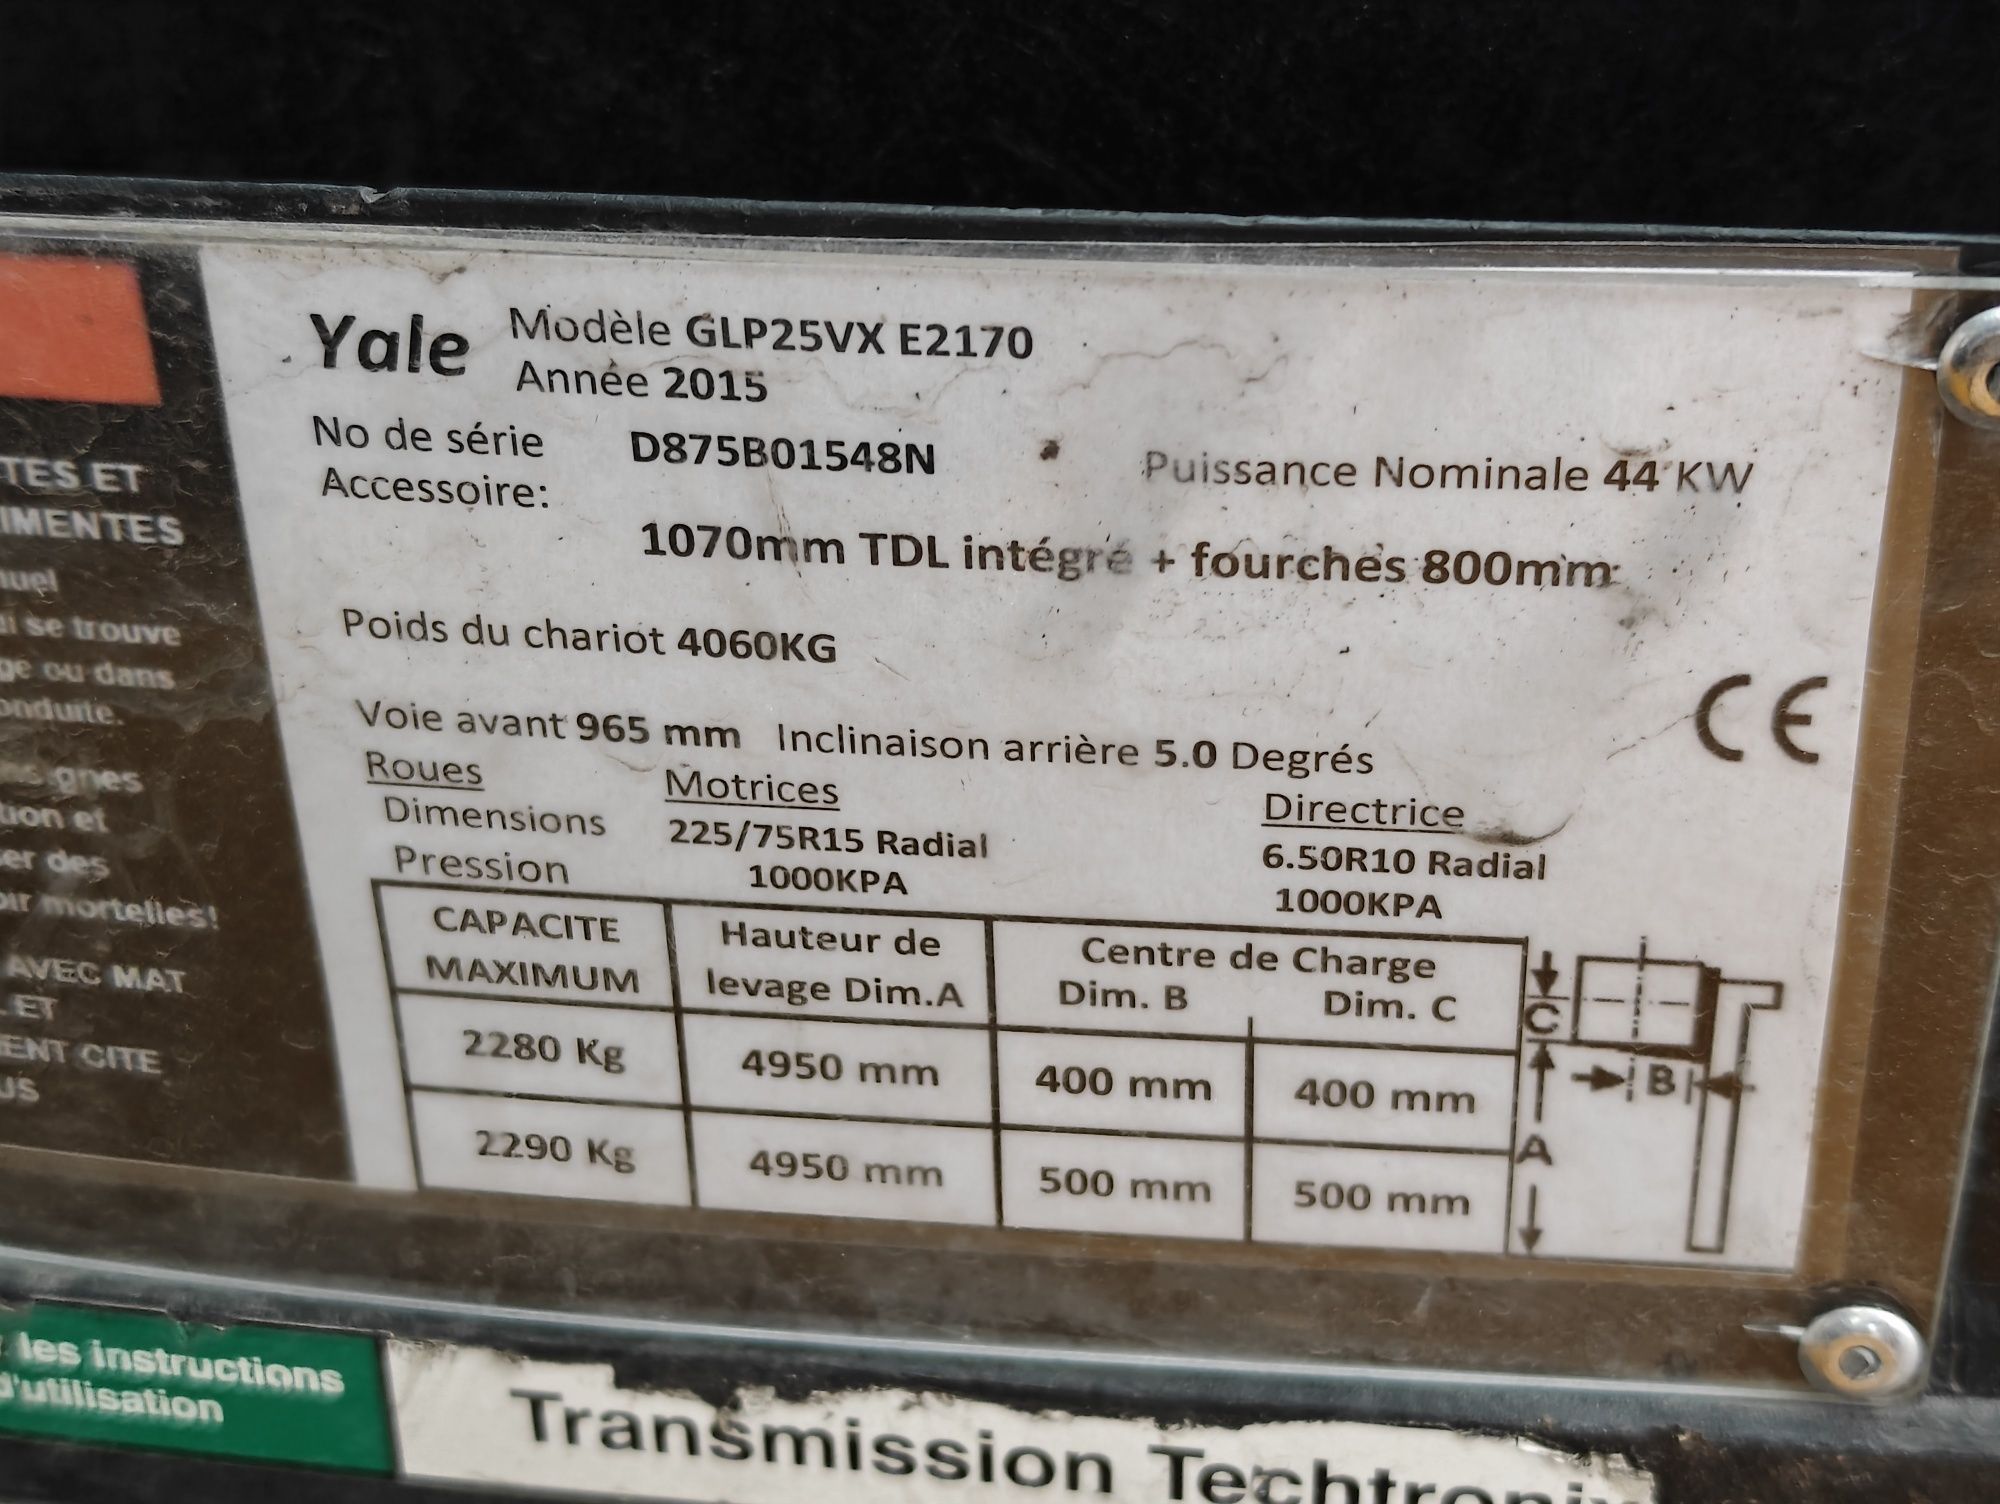 Yale Modèle GLP25VX E2170
Année 2015
No de série D875B01548N Puissance Nominale 44 KW
Accessoire:
1070mm TDL intégré + fourches 800mm
Poids du chariot 4060KG
CE
Voie avant 965 mm Inclinaison arrière 5.0 Degrés
Roues Motrices Directrice
Dimensions 225/75R15 Radial 6.50R10 Radial
Pression 1000KPA 1000KPA
CAPACITE MAXIMUM Hauteur de levage Dim.A Centre de Charge Dim. B Dim. C
2280 Kg 4950 mm 400 mm 400 mm
2290 Kg 4950 mm 500 mm 500 mm
C
B
A
TES ET
IMENTES
nuel
se trouve
ou dans
onduite.
gnes
tion et
er des
oir mortelles!
AVEC MAT
ET
ENT CITE
US
les instructions
d'utilisation
Transmission Techtroni